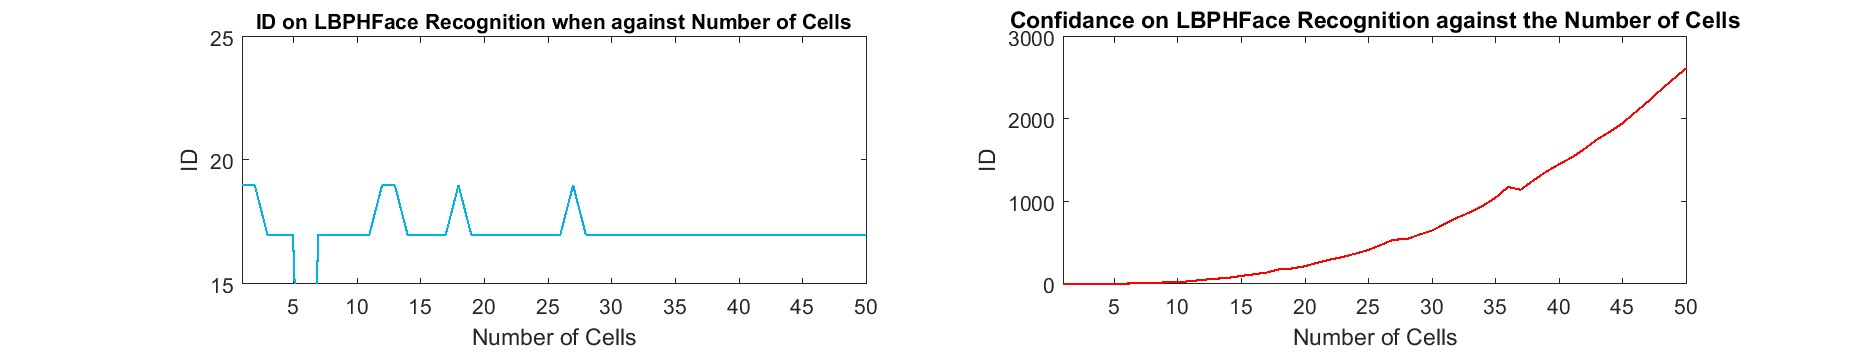 ID on LBPHFace Recognition when against Number of Cells
25
20
15
ID
5 10 15 20 25 30 35 40 45 50
Number of Cells
Confidance on LBPHFace Recognition against the Number of Cells
3000
2000
1000
0
ID
5 10 15 20 25 30 35 40 45 50
Number of Cells